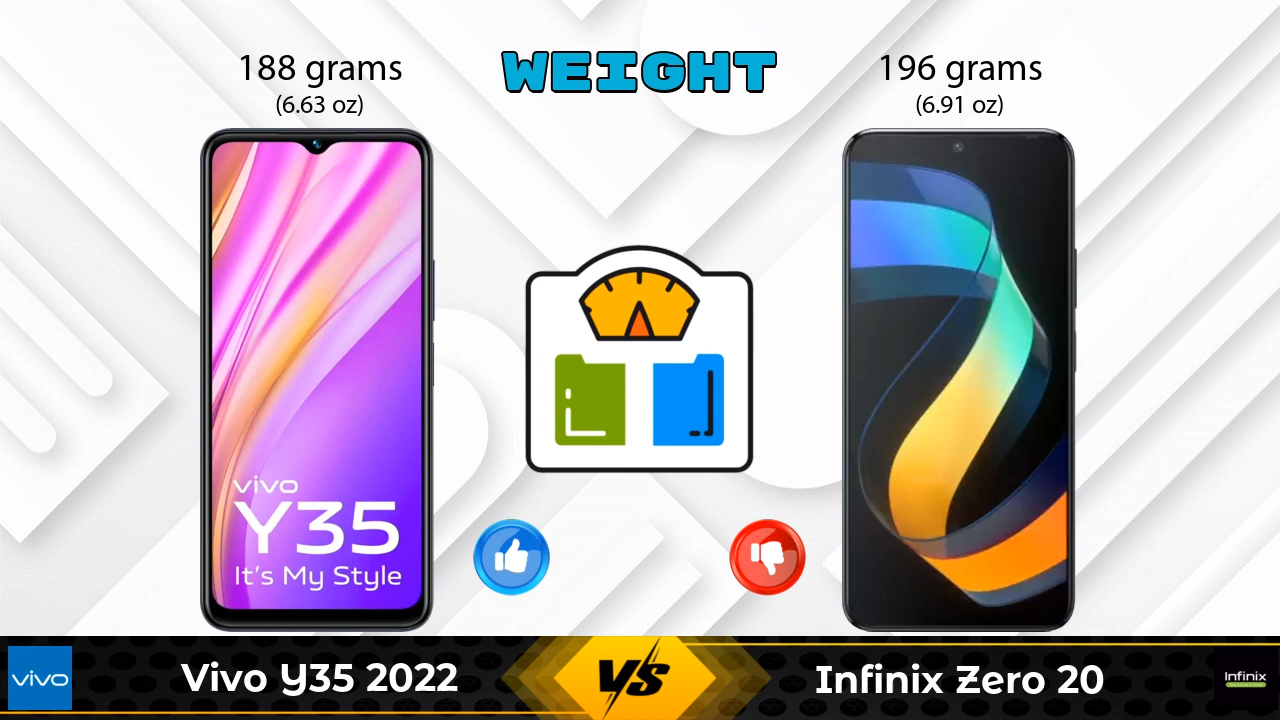 WEIGHT
188 grams
(6.63 oz)
196 grams
(6.91 oz)
vivo
Y35
It's My Style
vivo
Vivo Y35 2022
VS
Infinix Zero 20
Infinix